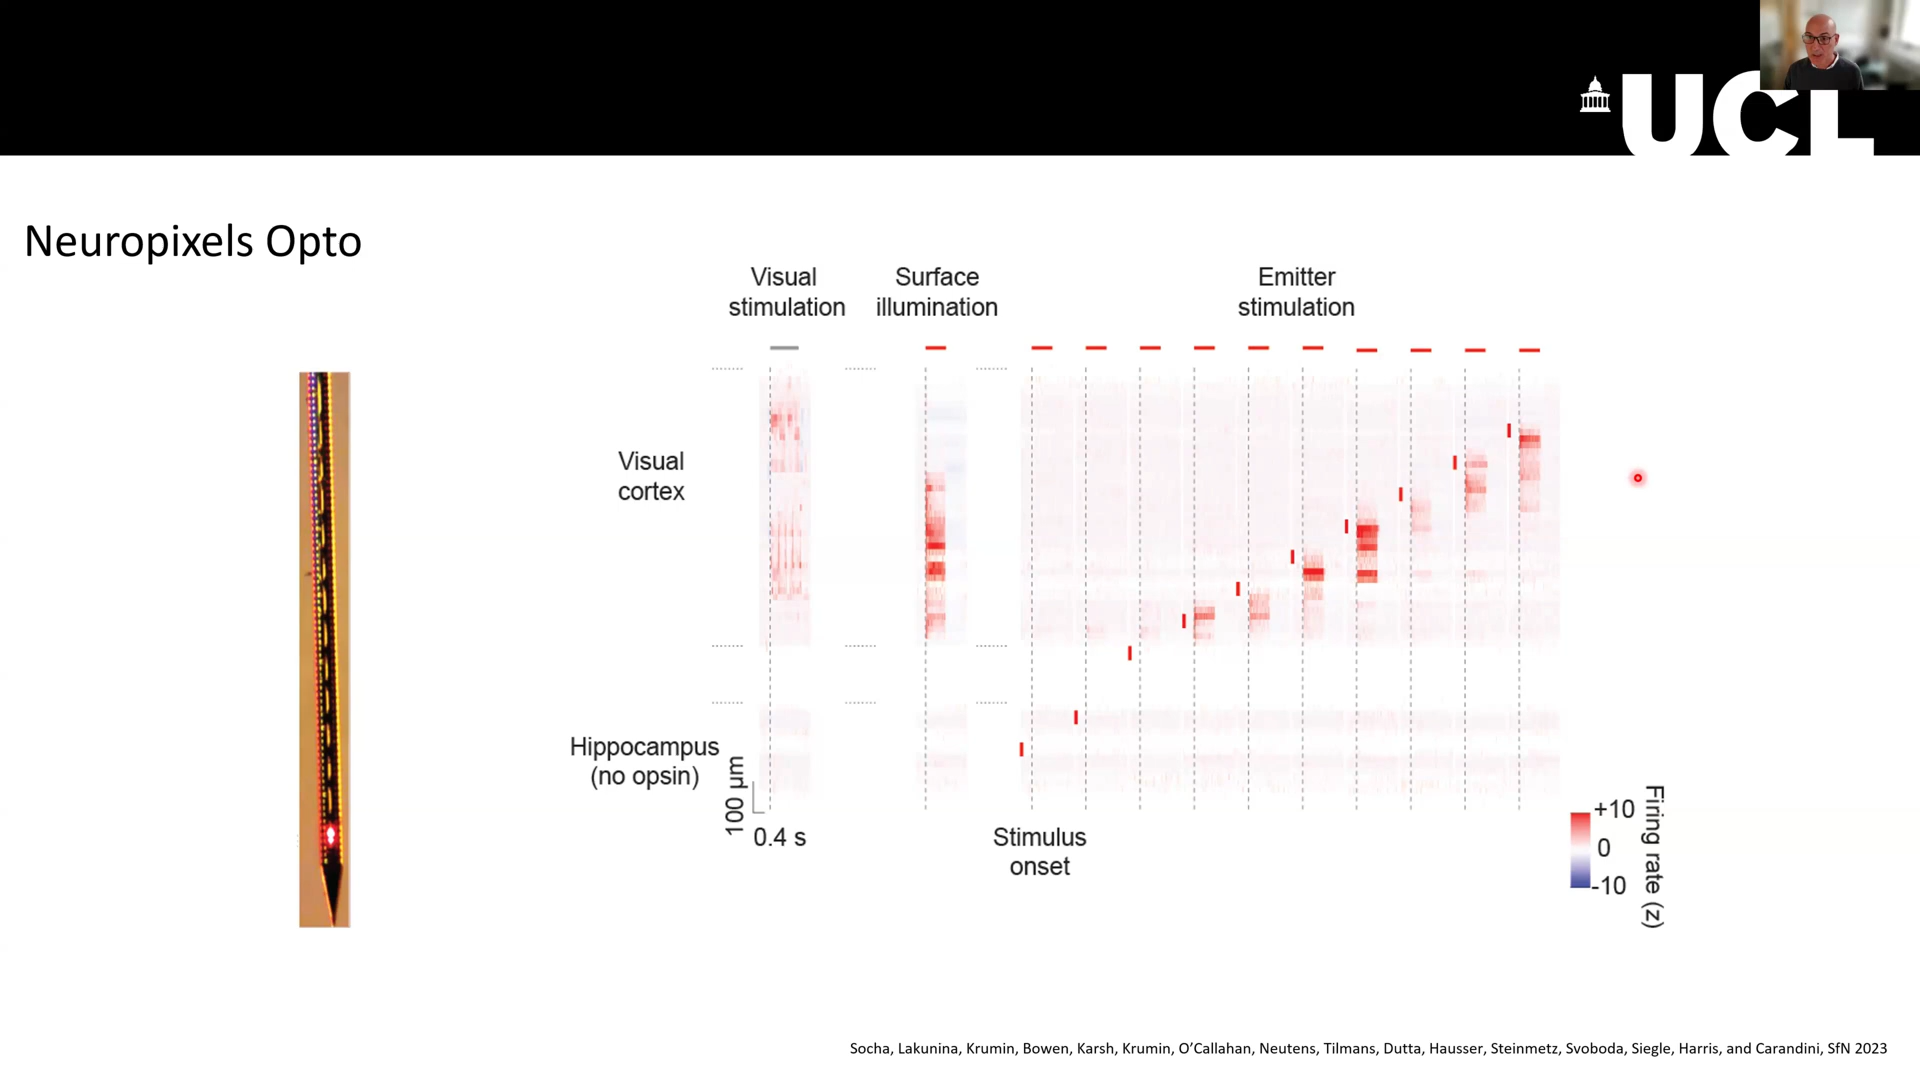 UCL
Neuropixels Opto
Visual
stimulation
Surface
illumination
Emitter
stimulation
Visual
cortex
Hippocampus
(no opsin)
100 µm
0.4 s
Stimulus
onset
+10
0
-10
Firing rate (z)
Socha, Lakunina, Krumin, Bowen, Karsh, Krumin, O’Callahan, Neutens, Tilmans, Dutta, Hausser, Steinmetz, Svoboda, Siegle, Harris, and Carandini, SfN 2023